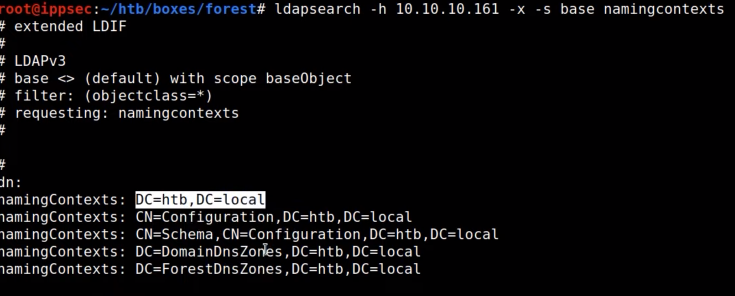 root@ippsec:~/htb/boxes/forest# ldapsearch -h 10.10.10.161 -x -s base namingcontexts
# extended LDIF
#
# LDAPv3
# base <> (default) with scope baseObject
# filter: (objectclass=*)
# requesting: namingcontexts
#
#
dn:
namingContexts: DC=htb,DC=local
namingContexts: CN=Configuration,DC=htb,DC=local
namingContexts: CN=Schema,CN=Configuration,DC=htb,DC=local
namingContexts: DC=DomainDnsZones,DC=htb,DC=local
namingContexts: DC=ForestDnsZones,DC=htb,DC=local